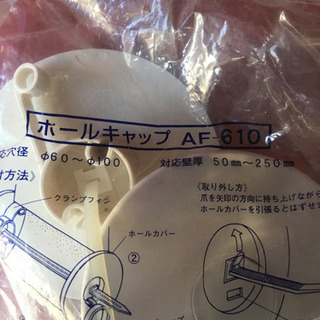 ホールキャップ AF-610
応穴径 φ60～φ100 対応壁厚 50mm～250mm
付方法〉
クランプフィン
ホールカバー
②
〈取り外し方〉
爪を矢印の方向に持ち上げなが
ホールカバーを引張るとはずせ